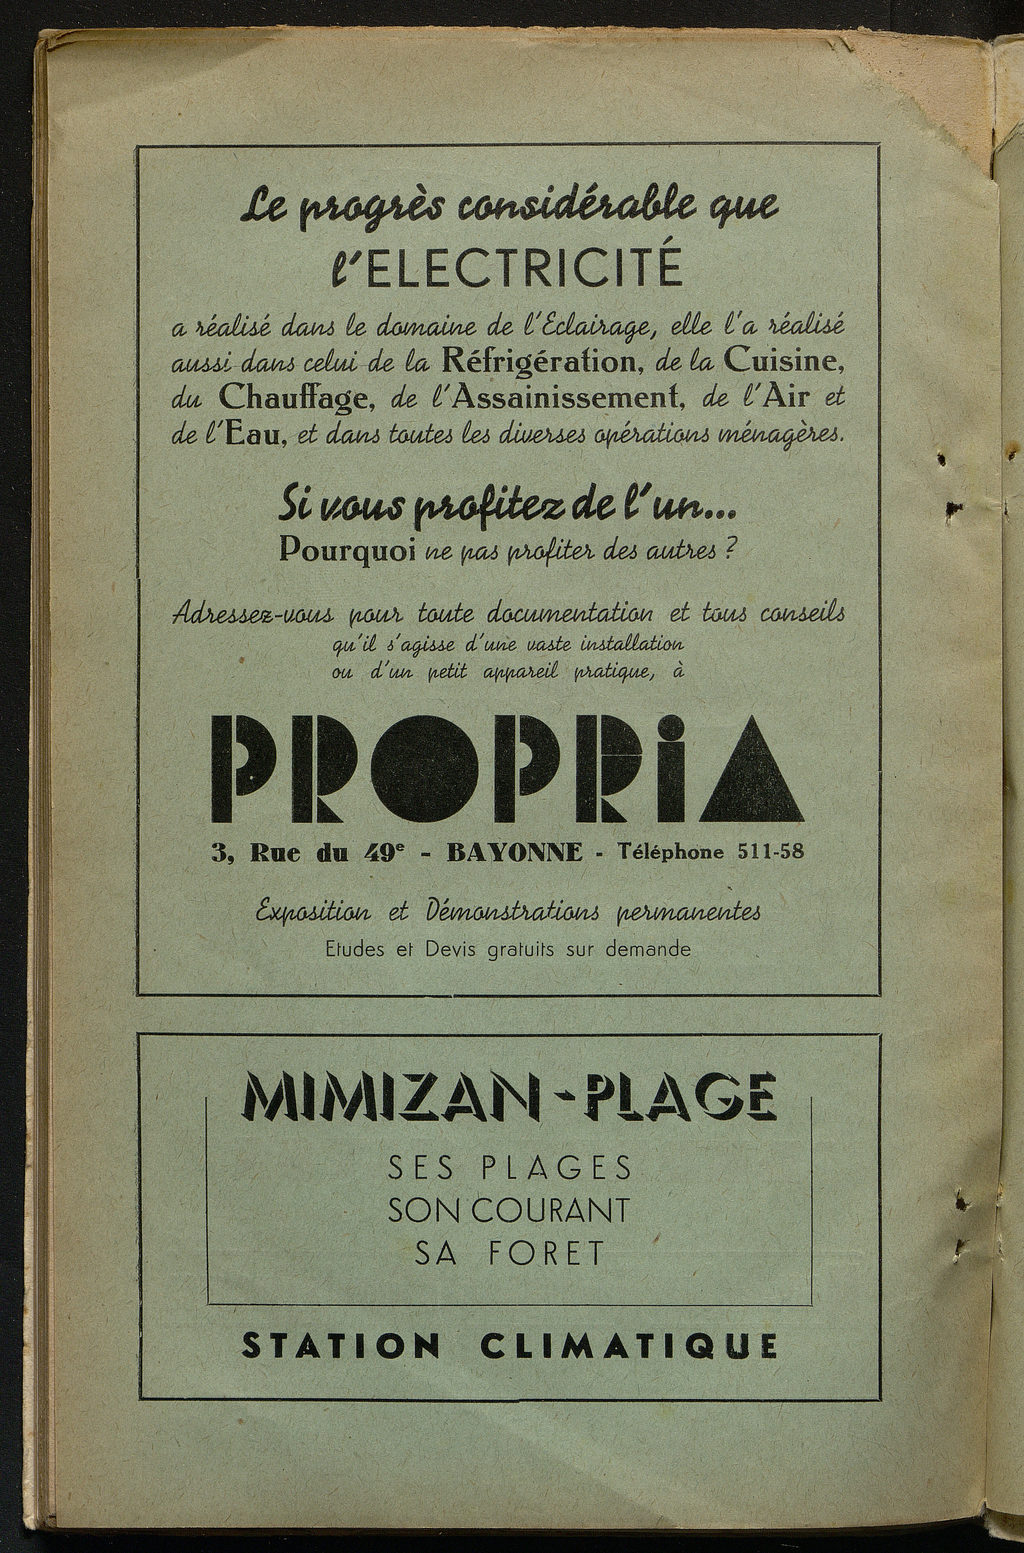 Le progrès considérable que
l'ELECTRICITÉ
a réalisé dans le domaine de l'Eclairage, elle l'a réalisé
aussi dans celui de la Réfrigération, de la Cuisine,
du Chauffage, de l'Assainissement, de l'Air et
de l'Eau, et dans toutes les diverses opérations ménagères.
Si vous profitez de l'un...
Pourquoi ne pas profiter des autres ?
Adressez-vous pour toute documentation et tous conseils
qu'il s'agisse d'une vaste installation
ou d'un petit appareil pratique, à
PROPRiA
3, Rue du 49e - BAYONNE - Téléphone 511-58
Exposition et Démonstrations permanentes
Etudes et Devis gratuits sur demande
MIMIZAN-PLAGE
SES PLAGES
SON COURANT
SA FORET
STATION CLIMATIQUE